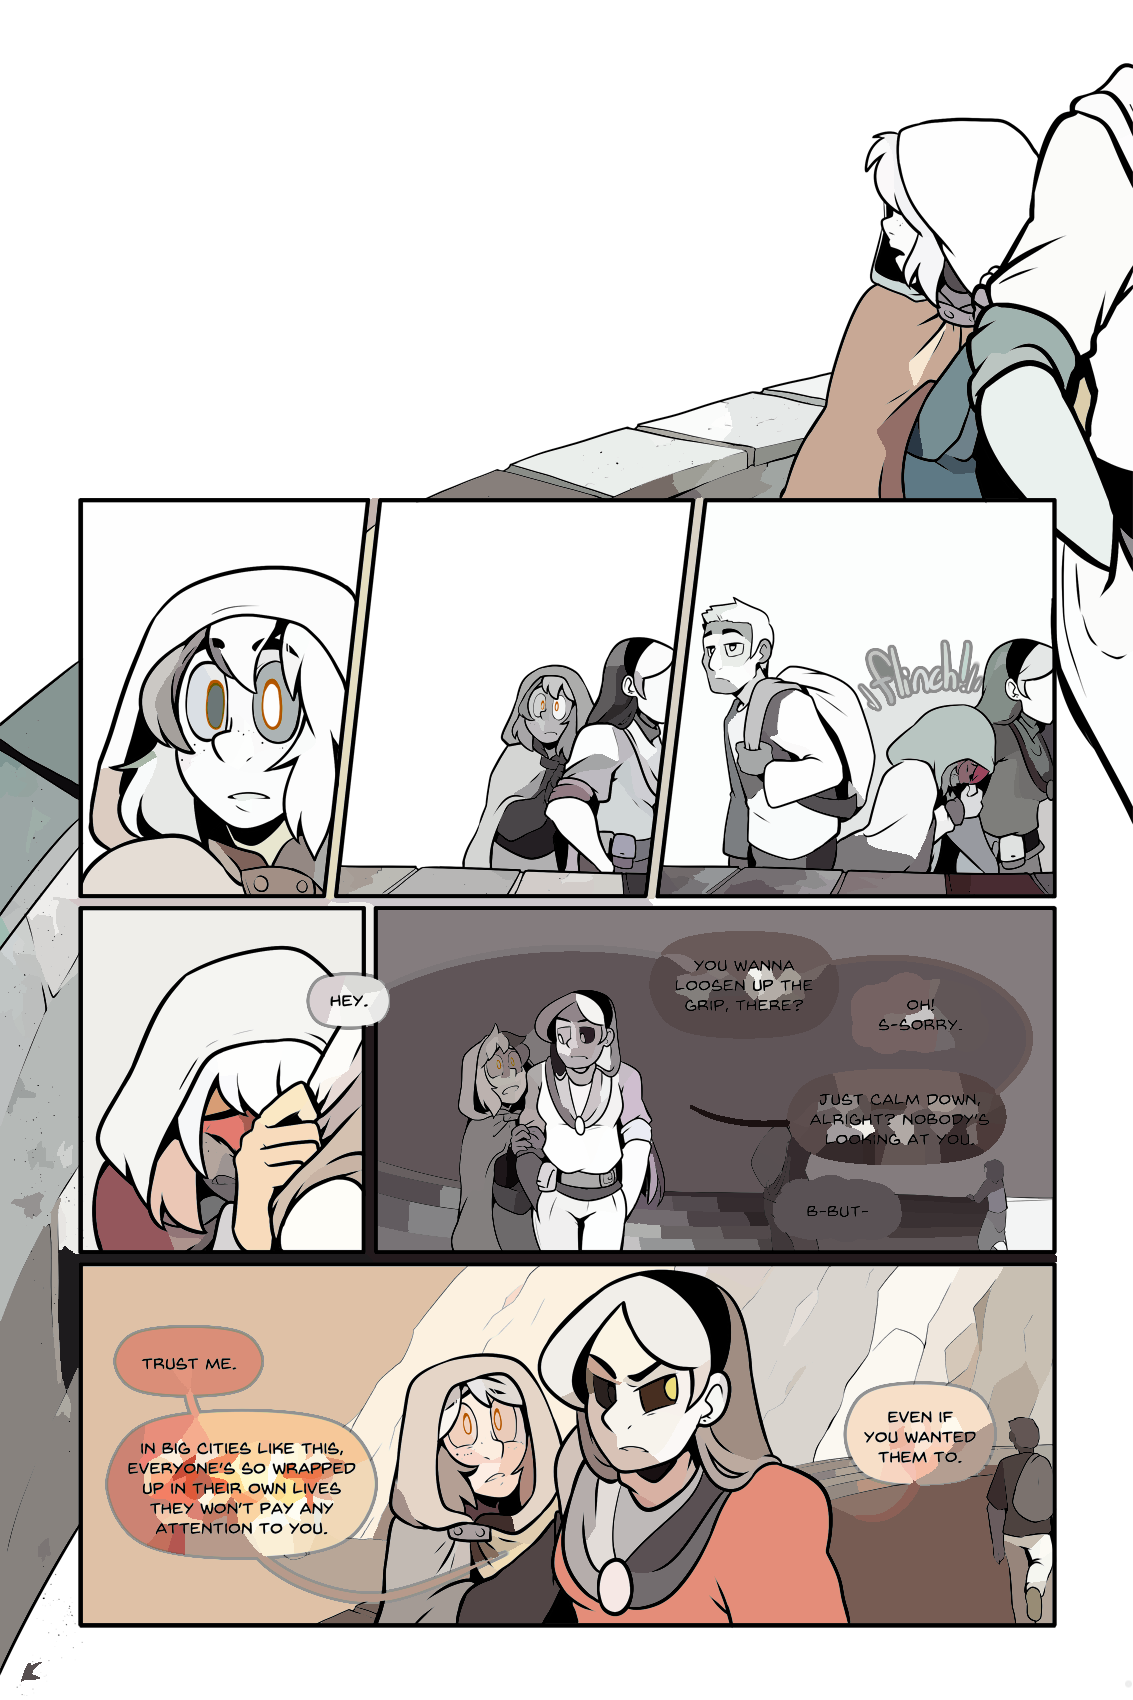 flinch!
HEY.
YOU WANNA
LOOSEN UP THE
GRIP, THERE?
OH!
S-SORRY.
JUST CALM DOWN,
ALRIGHT? NOBODY'S
LOOKING AT YOU.
B-BUT-
TRUST ME.
IN BIG CITIES LIKE THIS,
EVERYONE'S SO WRAPPED
UP IN THEIR OWN LIVES
THEY WON'T PAY ANY
ATTENTION TO YOU.
EVEN IF
YOU WANTED
THEM TO.